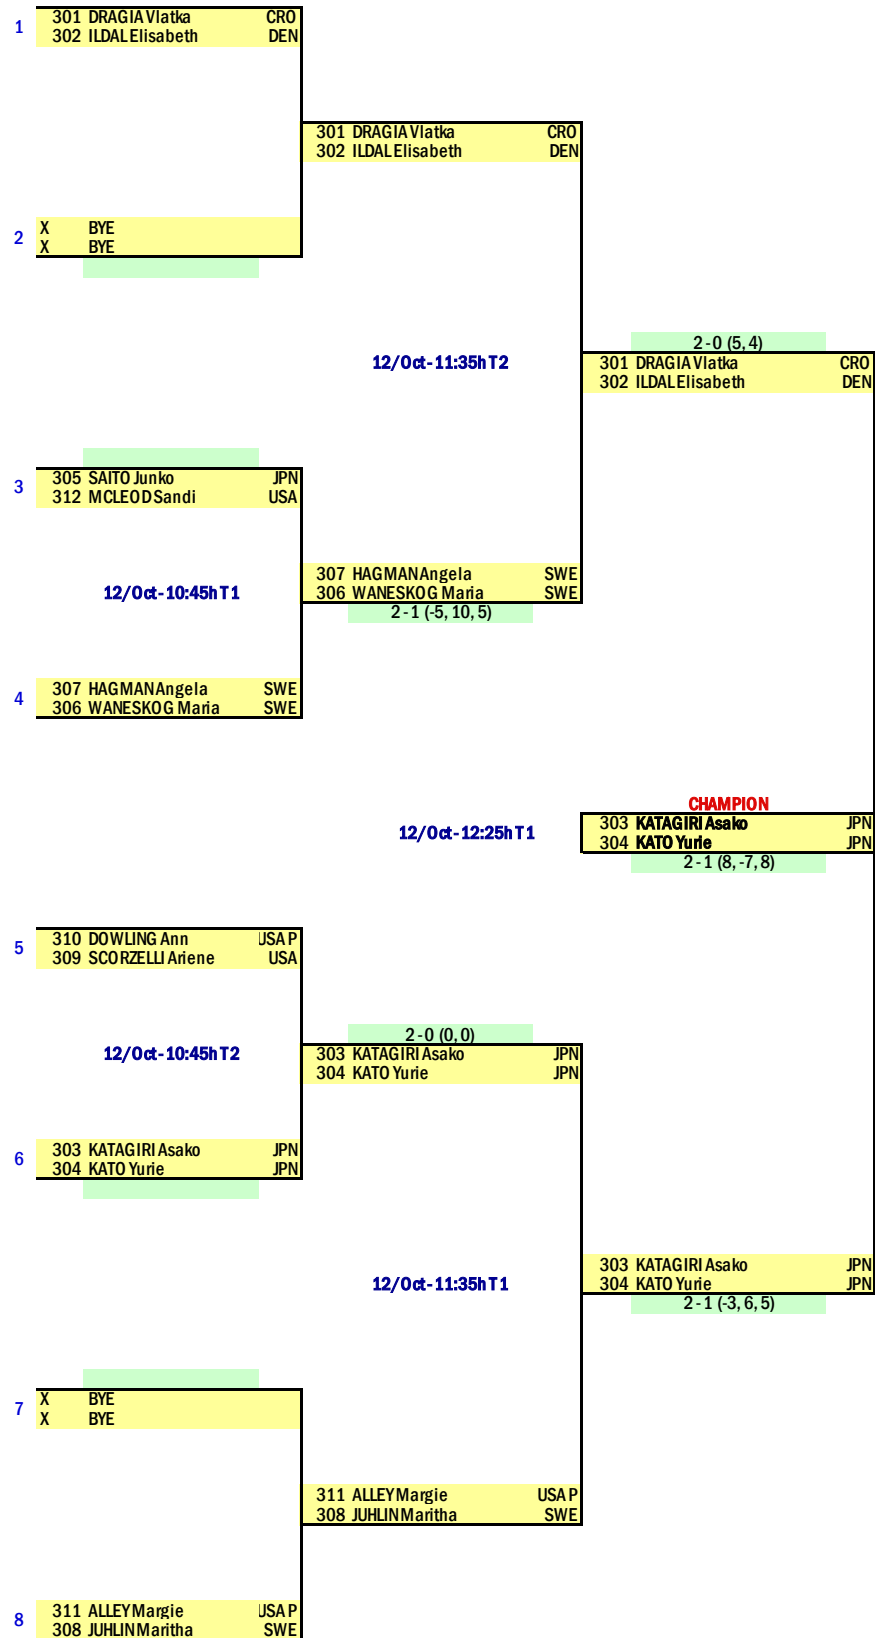 1
301 DRAGIA Vlatka CRO
302 ILDAL Elisabeth DEN
301 DRAGIA Vlatka CRO
302 ILDAL Elisabeth DEN
2
X BYE
X BYE
2 - 0 (5, 4)
12/Oct - 11:35h T2
301 DRAGIA Vlatka CRO
302 ILDAL Elisabeth DEN
3
305 SAITO Junko JPN
312 MCLEOD Sandi USA
12/Oct - 10:45h T1
307 HAGMAN Angela SWE
306 WANESKOG Maria SWE
2 - 1 (-5, 10, 5)
4
307 HAGMAN Angela SWE
306 WANESKOG Maria SWE
CHAMPION
12/Oct - 12:25h T1
303 KATAGIRI Asako JPN
304 KATO Yurie JPN
2 - 1 (8, -7, 8)
5
310 DOWLING Ann USA P
309 SCORZELLI Ariene USA
2 - 0 (0, 0)
12/Oct - 10:45h T2
303 KATAGIRI Asako JPN
304 KATO Yurie JPN
6
303 KATAGIRI Asako JPN
304 KATO Yurie JPN
12/Oct - 11:35h T1
303 KATAGIRI Asako JPN
304 KATO Yurie JPN
2 - 1 (-3, 6, 5)
7
X BYE
X BYE
311 ALLEY Margie USA P
308 JUHLIN Maritha SWE
8
311 ALLEY Margie USA P
308 JUHLIN Maritha SWE